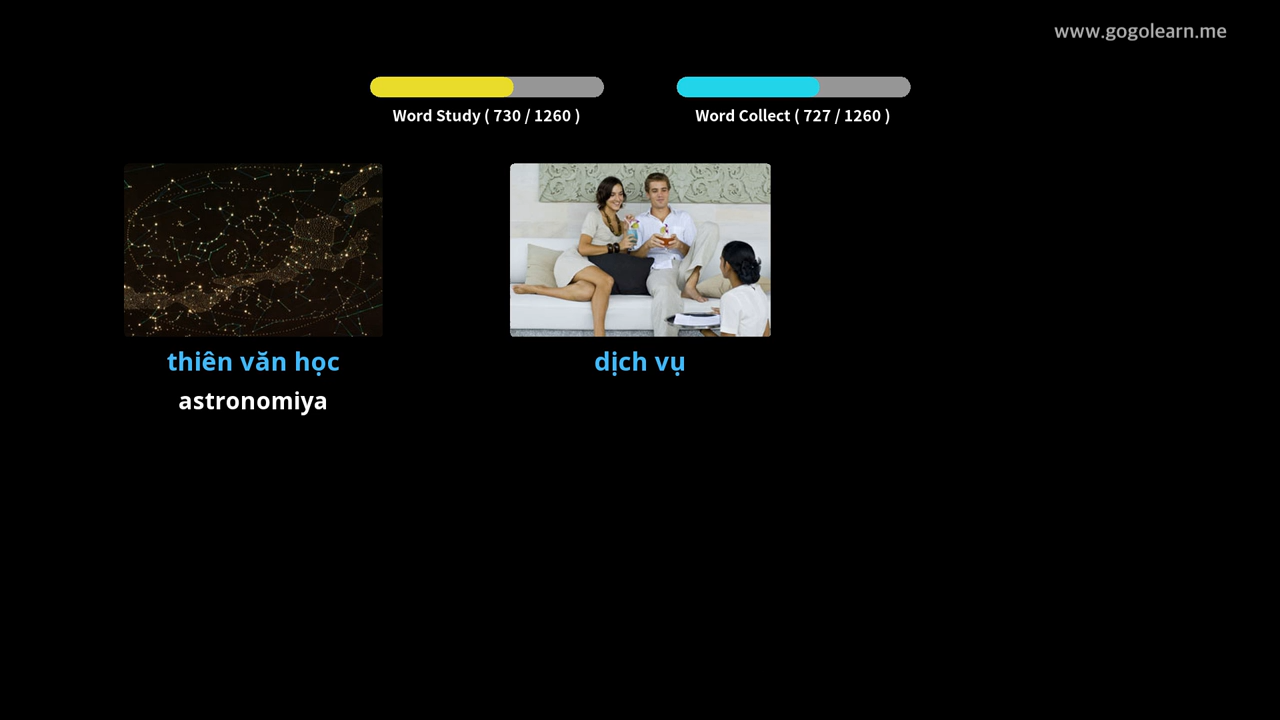 www.gogolearn.me
Word Study ( 730 / 1260 )
Word Collect ( 727 / 1260 )
thiên văn học
astronomiya
dịch vụ